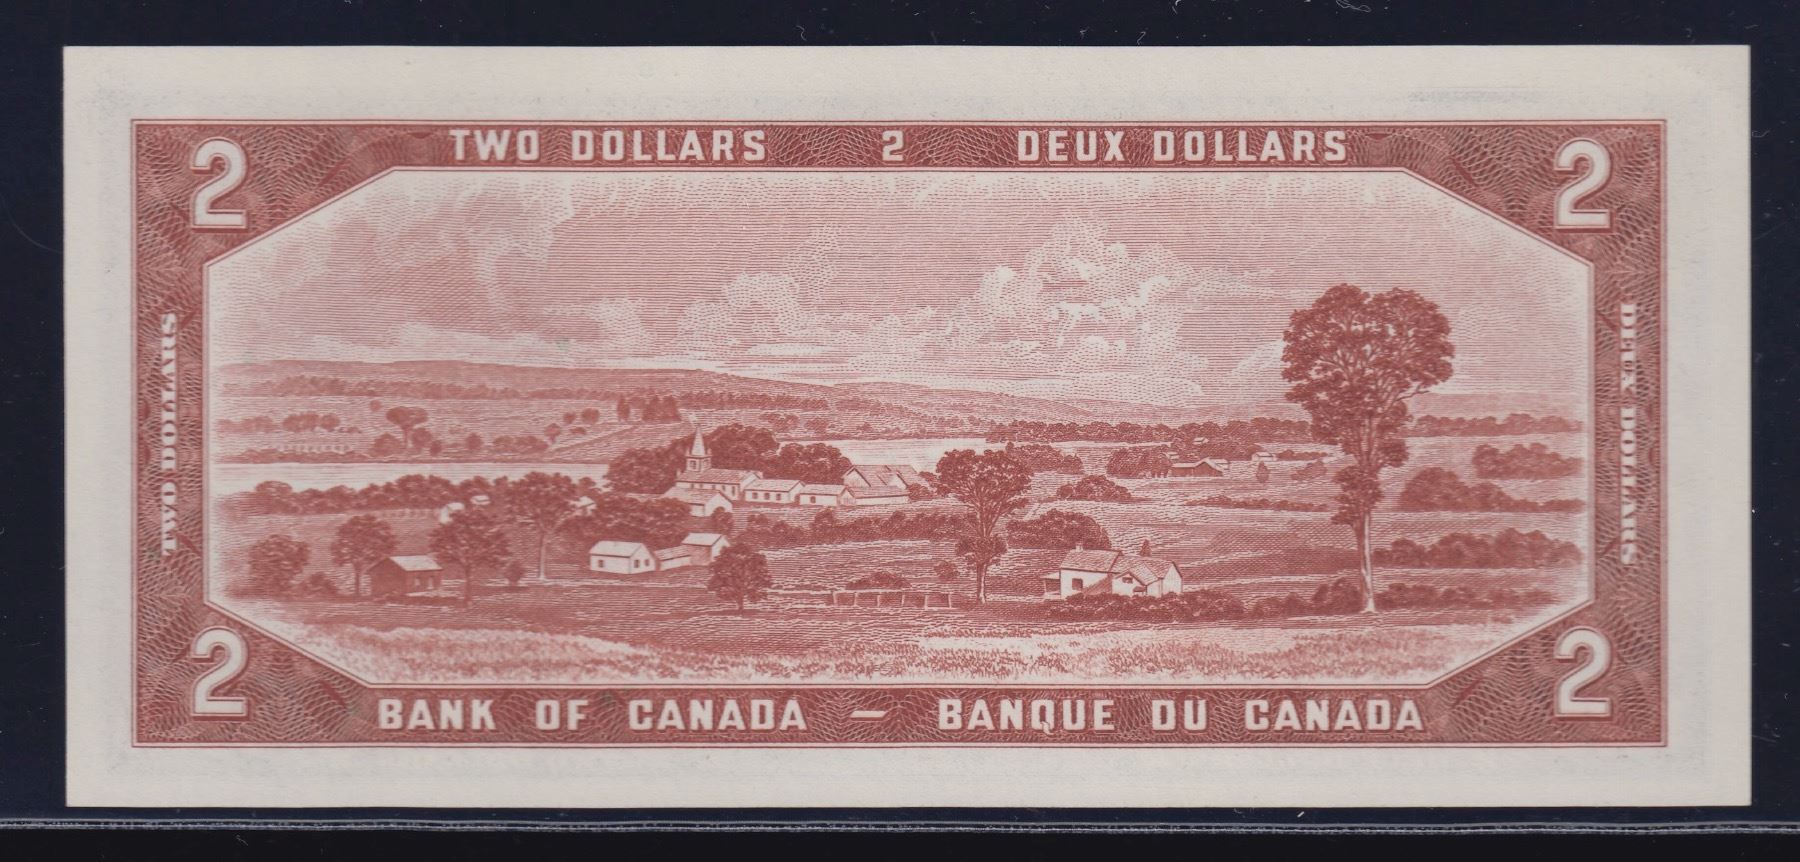 2 TWO DOLLARS 2 DEUX DOLLARS 2
TWO DOLLARS
DEUX DOLLARS
2 BANK OF CANADA — BANQUE DU CANADA 2